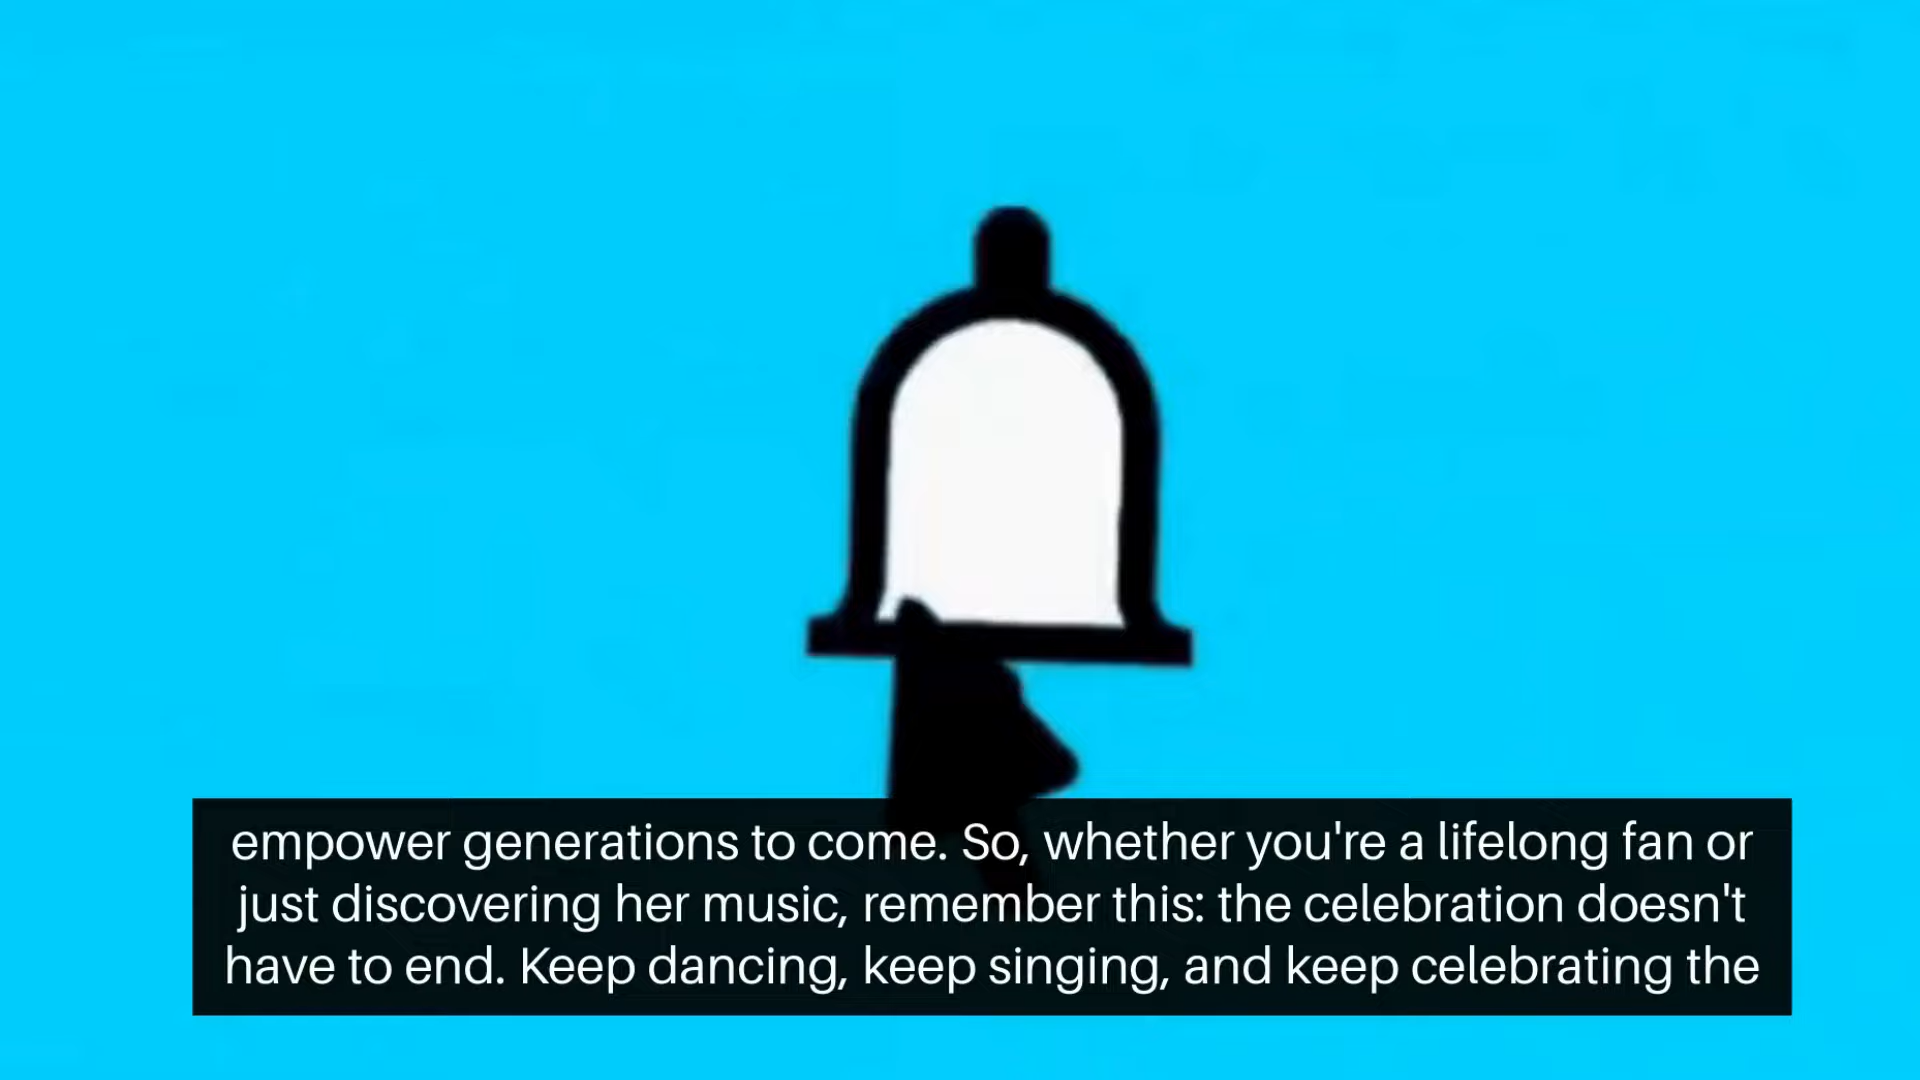 empower generations to come. So, whether you're a lifelong fan or
just discovering her music, remember this: the celebration doesn't
have to end. Keep dancing, keep singing, and keep celebrating the